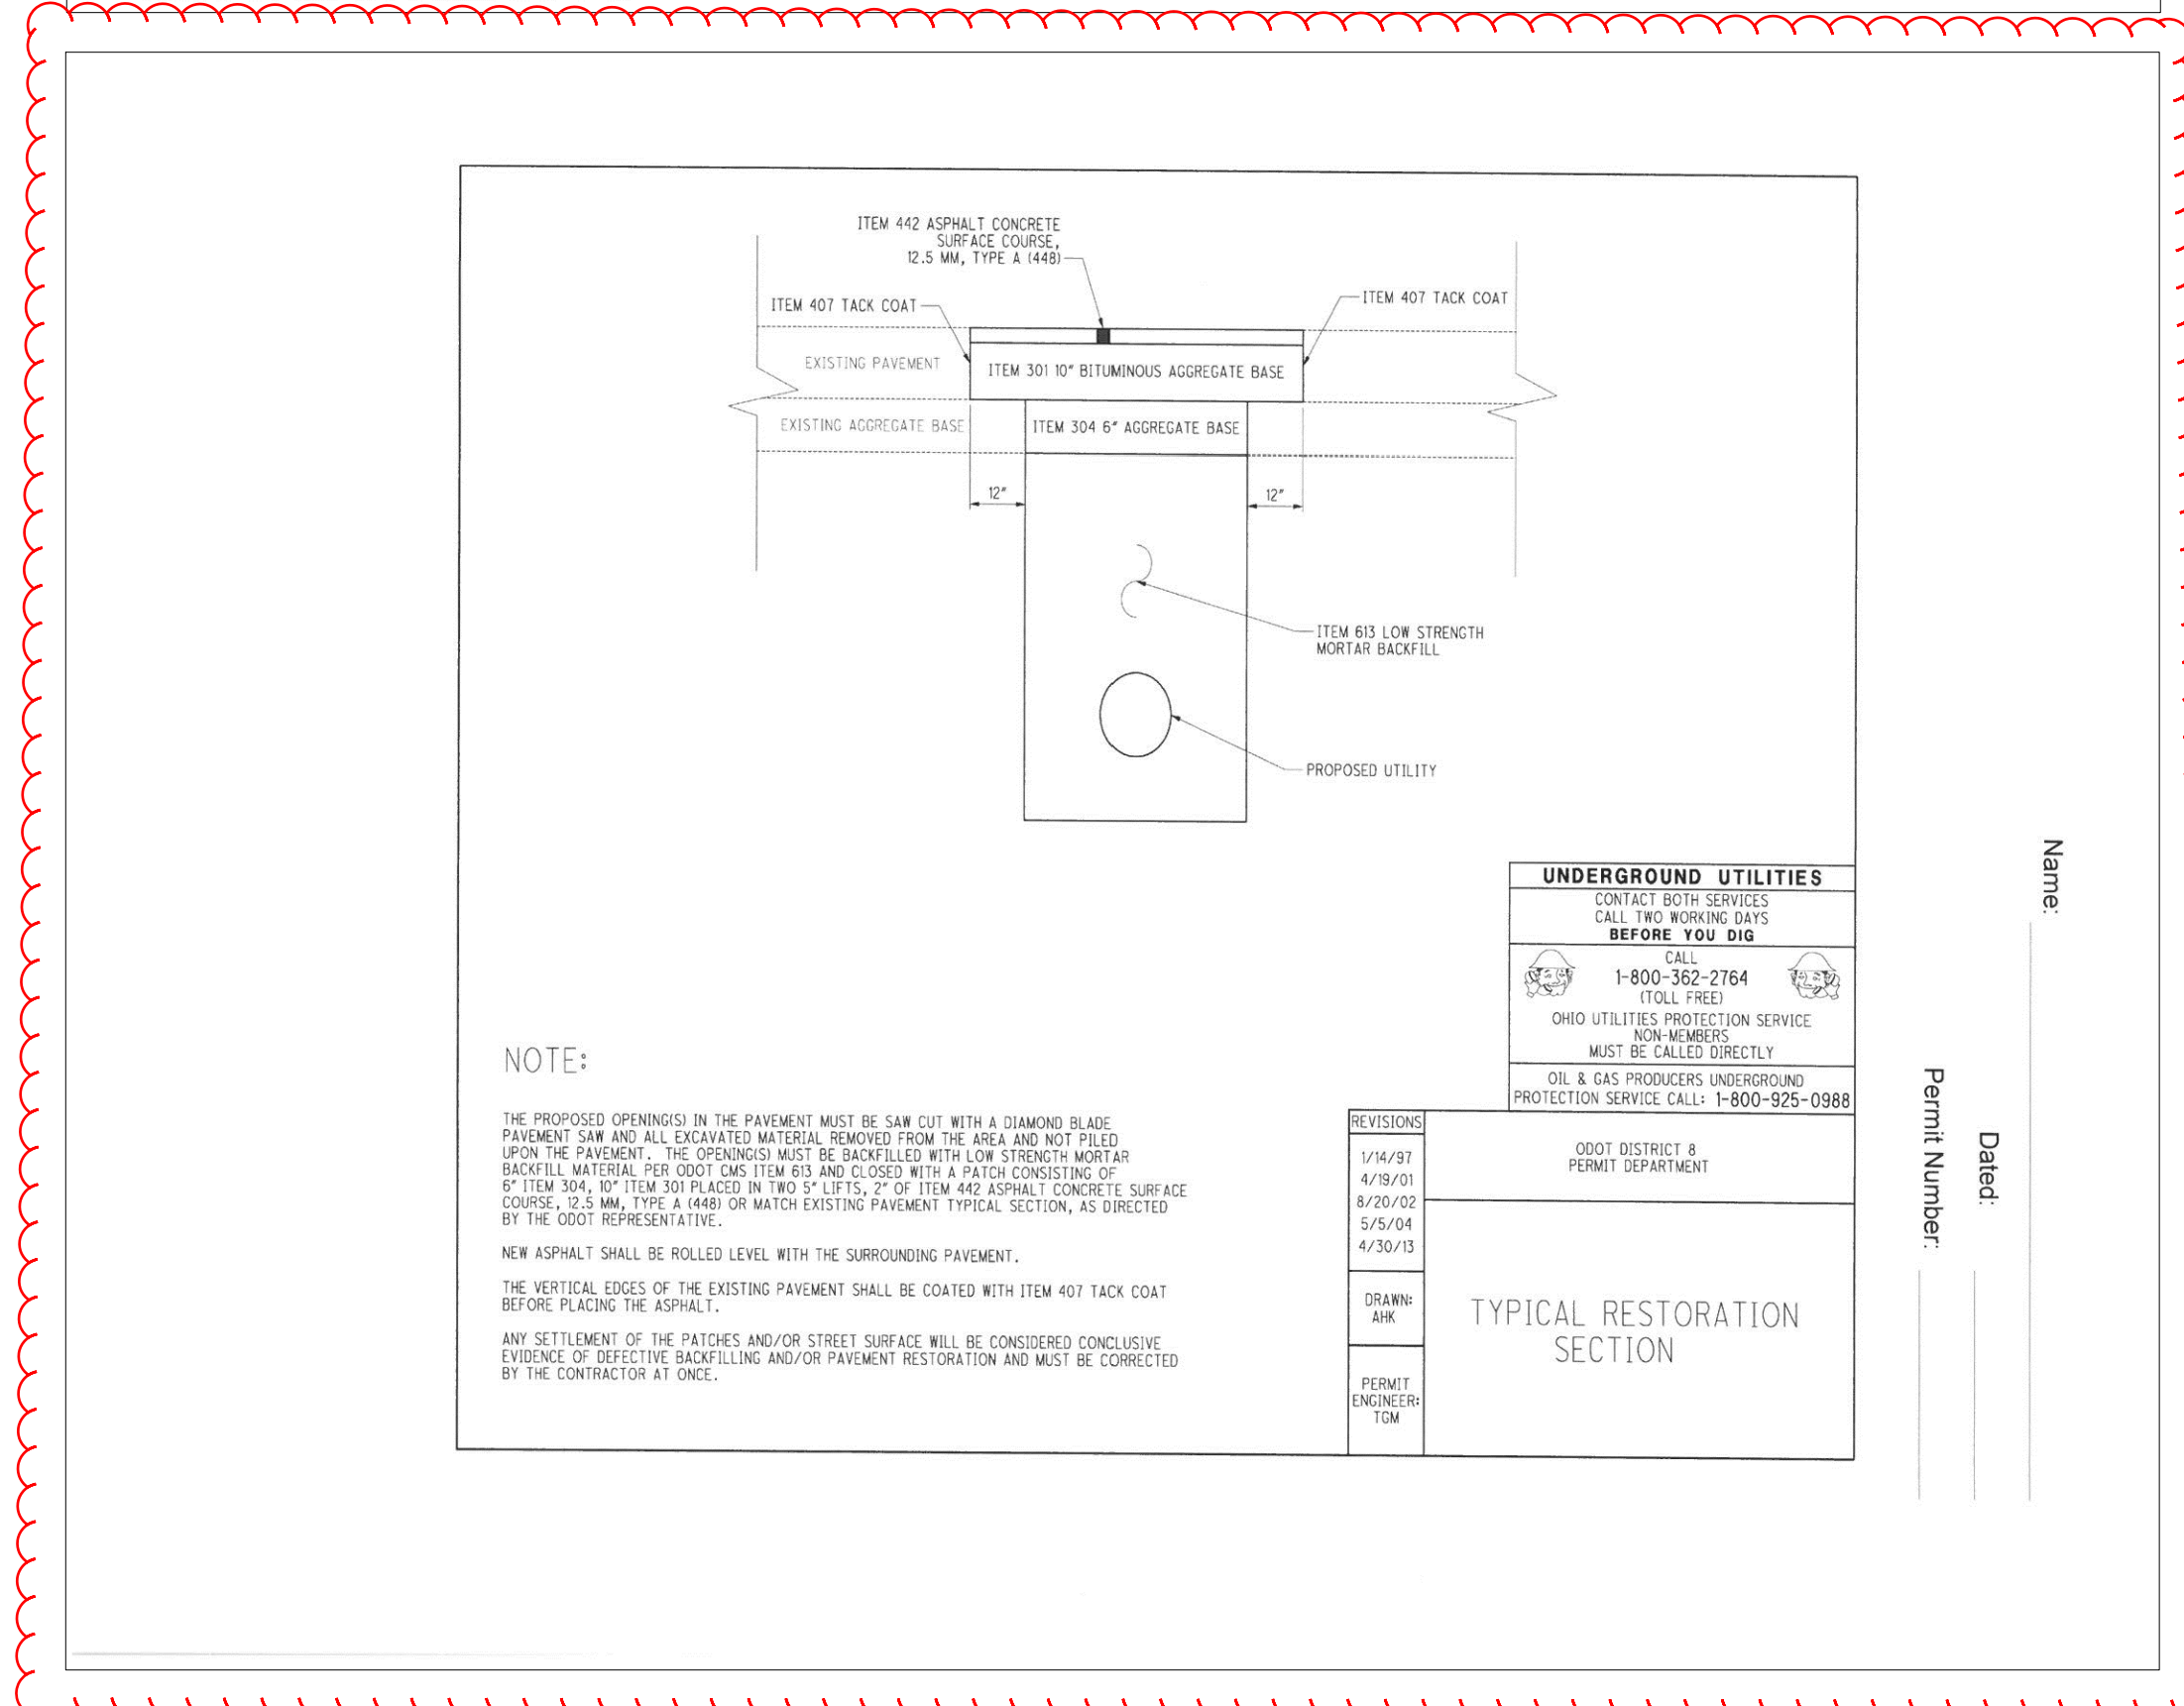 ITEM 442 ASPHALT CONCRETE
SURFACE COURSE,
12.5 MM, TYPE A (448)
ITEM 407 TACK COAT
ITEM 407 TACK COAT
EXISTING PAVEMENT
ITEM 301 10" BITUMINOUS AGGREGATE BASE
EXISTING AGGREGATE BASE
ITEM 304 6" AGGREGATE BASE
12"
12"
ITEM 613 LOW STRENGTH
MORTAR BACKFILL
PROPOSED UTILITY
UNDERGROUND UTILITIES
CONTACT BOTH SERVICES
CALL TWO WORKING DAYS
BEFORE YOU DIG
CALL
1-800-362-2764
(TOLL FREE)
OHIO UTILITIES PROTECTION SERVICE
NON-MEMBERS
MUST BE CALLED DIRECTLY
OIL & GAS PRODUCERS UNDERGROUND
PROTECTION SERVICE CALL: 1-800-925-0988
NOTE:
THE PROPOSED OPENING(S) IN THE PAVEMENT MUST BE SAW CUT WITH A DIAMOND BLADE
PAVEMENT SAW AND ALL EXCAVATED MATERIAL REMOVED FROM THE AREA AND NOT PILED
UPON THE PAVEMENT. THE OPENING(S) MUST BE BACKFILLED WITH LOW STRENGTH MORTAR
BACKFILL MATERIAL PER ODOT CMS ITEM 613 AND CLOSED WITH A PATCH CONSISTING OF
6" ITEM 304, 10" ITEM 301 PLACED IN TWO 5" LIFTS, 2" OF ITEM 442 ASPHALT CONCRETE SURFACE
COURSE, 12.5 MM, TYPE A (448) OR MATCH EXISTING PAVEMENT TYPICAL SECTION, AS DIRECTED
BY THE ODOT REPRESENTATIVE.
NEW ASPHALT SHALL BE ROLLED LEVEL WITH THE SURROUNDING PAVEMENT.
THE VERTICAL EDGES OF THE EXISTING PAVEMENT SHALL BE COATED WITH ITEM 407 TACK COAT
BEFORE PLACING THE ASPHALT.
ANY SETTLEMENT OF THE PATCHES AND/OR STREET SURFACE WILL BE CONSIDERED CONCLUSIVE
EVIDENCE OF DEFECTIVE BACKFILLING AND/OR PAVEMENT RESTORATION AND MUST BE CORRECTED
BY THE CONTRACTOR AT ONCE.
REVISIONS
1/14/97
4/19/01
8/20/02
5/5/04
4/30/13
DRAWN:
AHK
PERMIT
ENGINEER:
TGM
ODOT DISTRICT 8
PERMIT DEPARTMENT
TYPICAL RESTORATION
SECTION
Name:
Dated:
Permit Number: